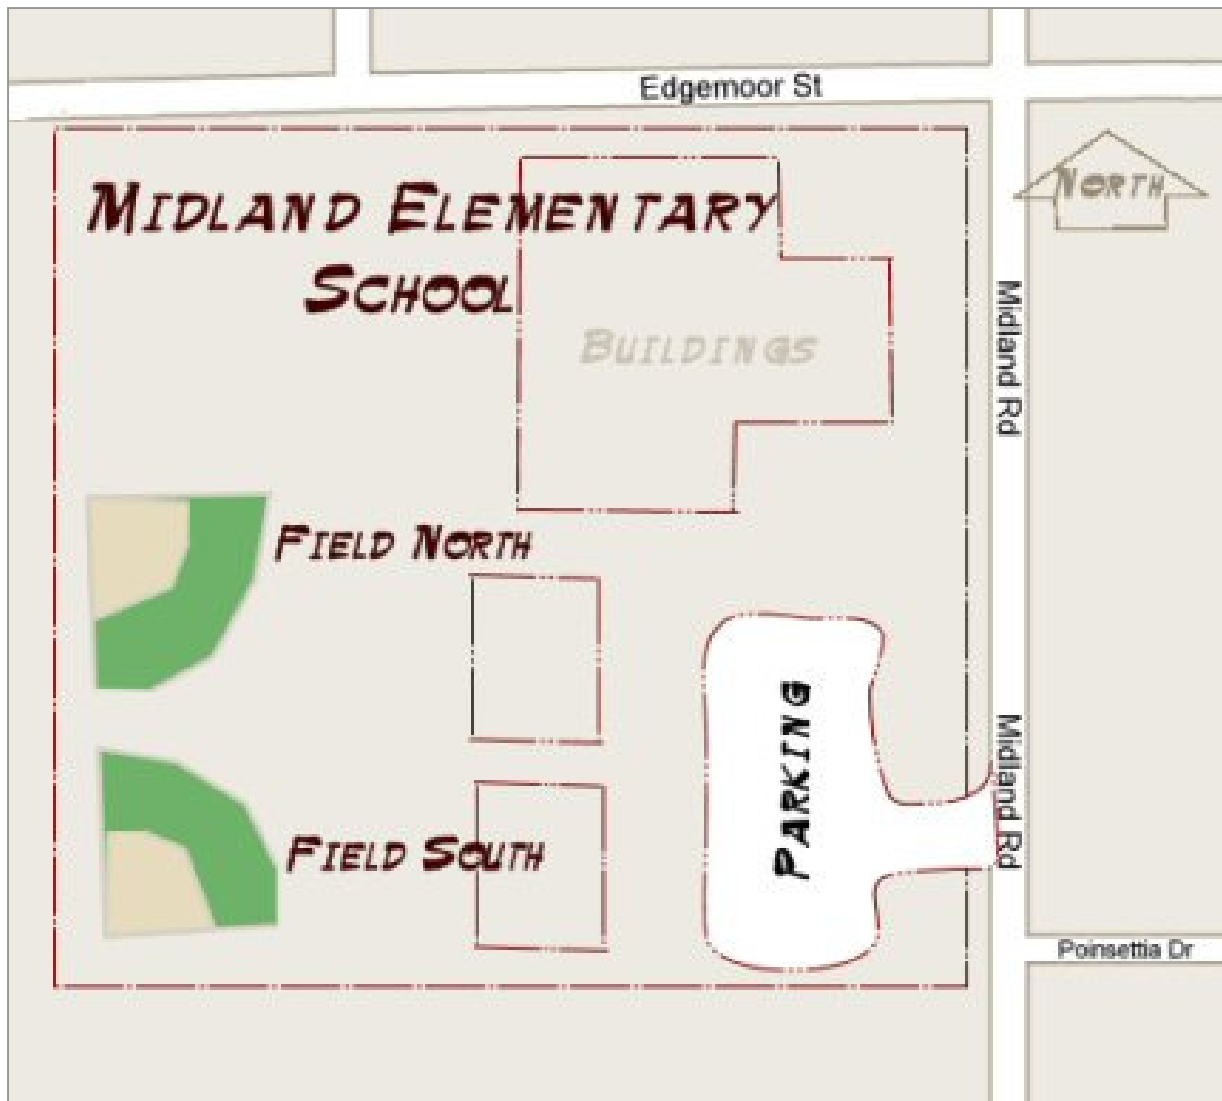 Edgemoor St
NORTH
MIDLAND ELEMENTARY
SCHOOL
Midland Rd
BUILDINGS
FIELD NORTH
PARKING
Midland Rd
FIELD SOUTH
Poinsettia Dr